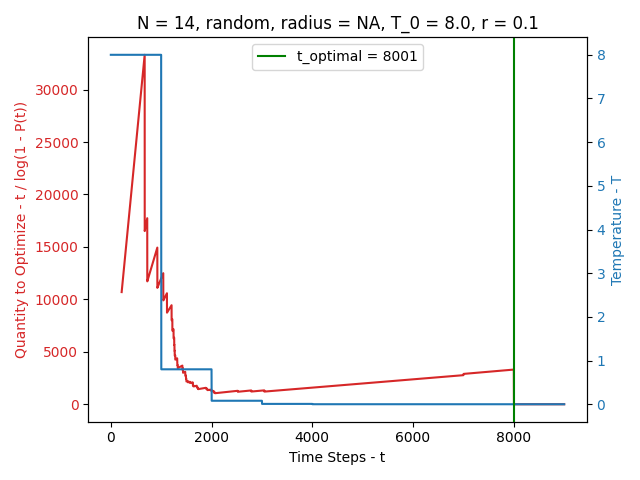 N = 14, random, radius = NA, T_0 = 8.0, r = 0.1
t_optimal = 8001
Quantity to Optimize - t / log(1 - P(t))
30000
25000
20000
15000
10000
5000
0
8
7
6
5
4
3
2
1
0
Temperature - T
0 2000 4000 6000 8000
Time Steps - t